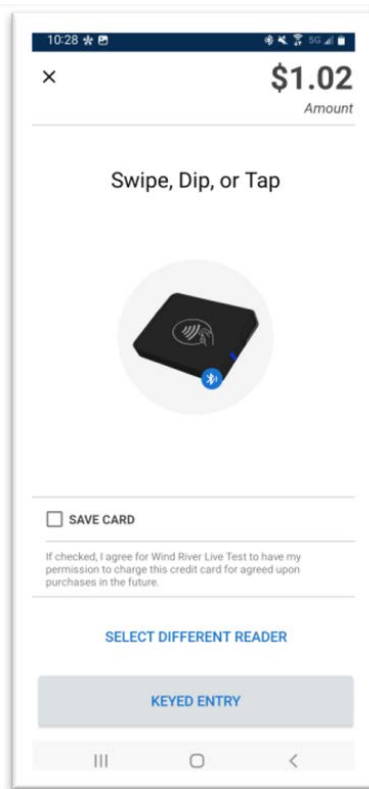 10:28
5G
$1.02
Amount
Swipe, Dip, or Tap
SAVE CARD
If checked, I agree for Wind River Live Test to have my
permission to charge this credit card for agreed upon
purchases in the future.
SELECT DIFFERENT READER
KEYED ENTRY